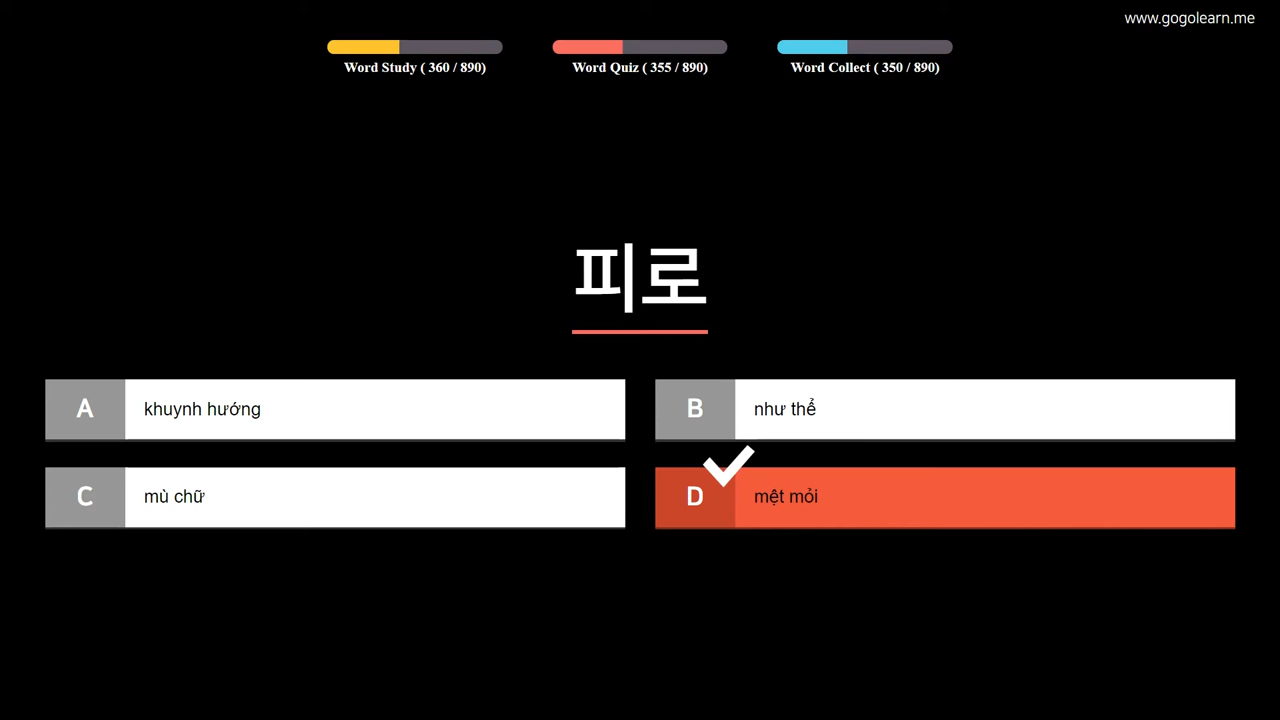 www.gogolearn.me
Word Study ( 360 / 890)
Word Quiz ( 355 / 890)
Word Collect ( 350 / 890)
피로
A khuynh hướng
B như thể
C mù chữ
D mệt mỏi